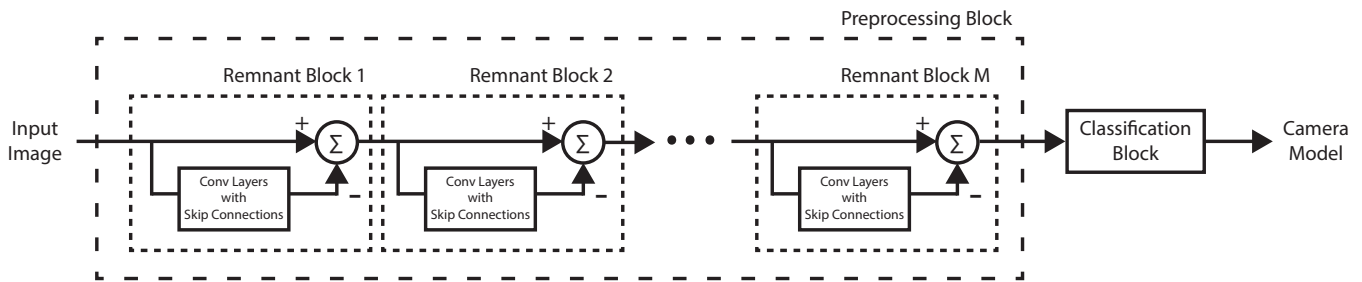 Preprocessing Block
Remnant Block 1
Remnant Block 2
Remnant Block M
Input
Image
+
Σ
Conv Layers
with
Skip Connections
–
+
Σ
Conv Layers
with
Skip Connections
–
+
Σ
Conv Layers
with
Skip Connections
–
Classification
Block
Camera
Model